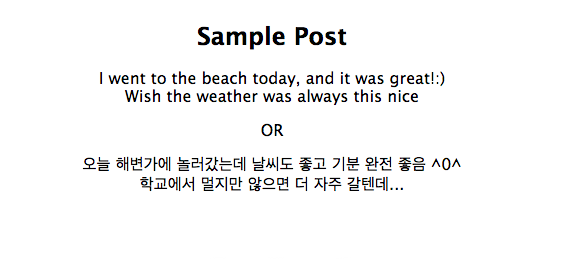 Sample Post
I went to the beach today, and it was great!:)
Wish the weather was always this nice
OR
오늘 해변가에 놀러갔는데 날씨도 좋고 기분 완전 좋음 ^0^
학교에서 멀지만 않으면 더 자주 갈텐데...